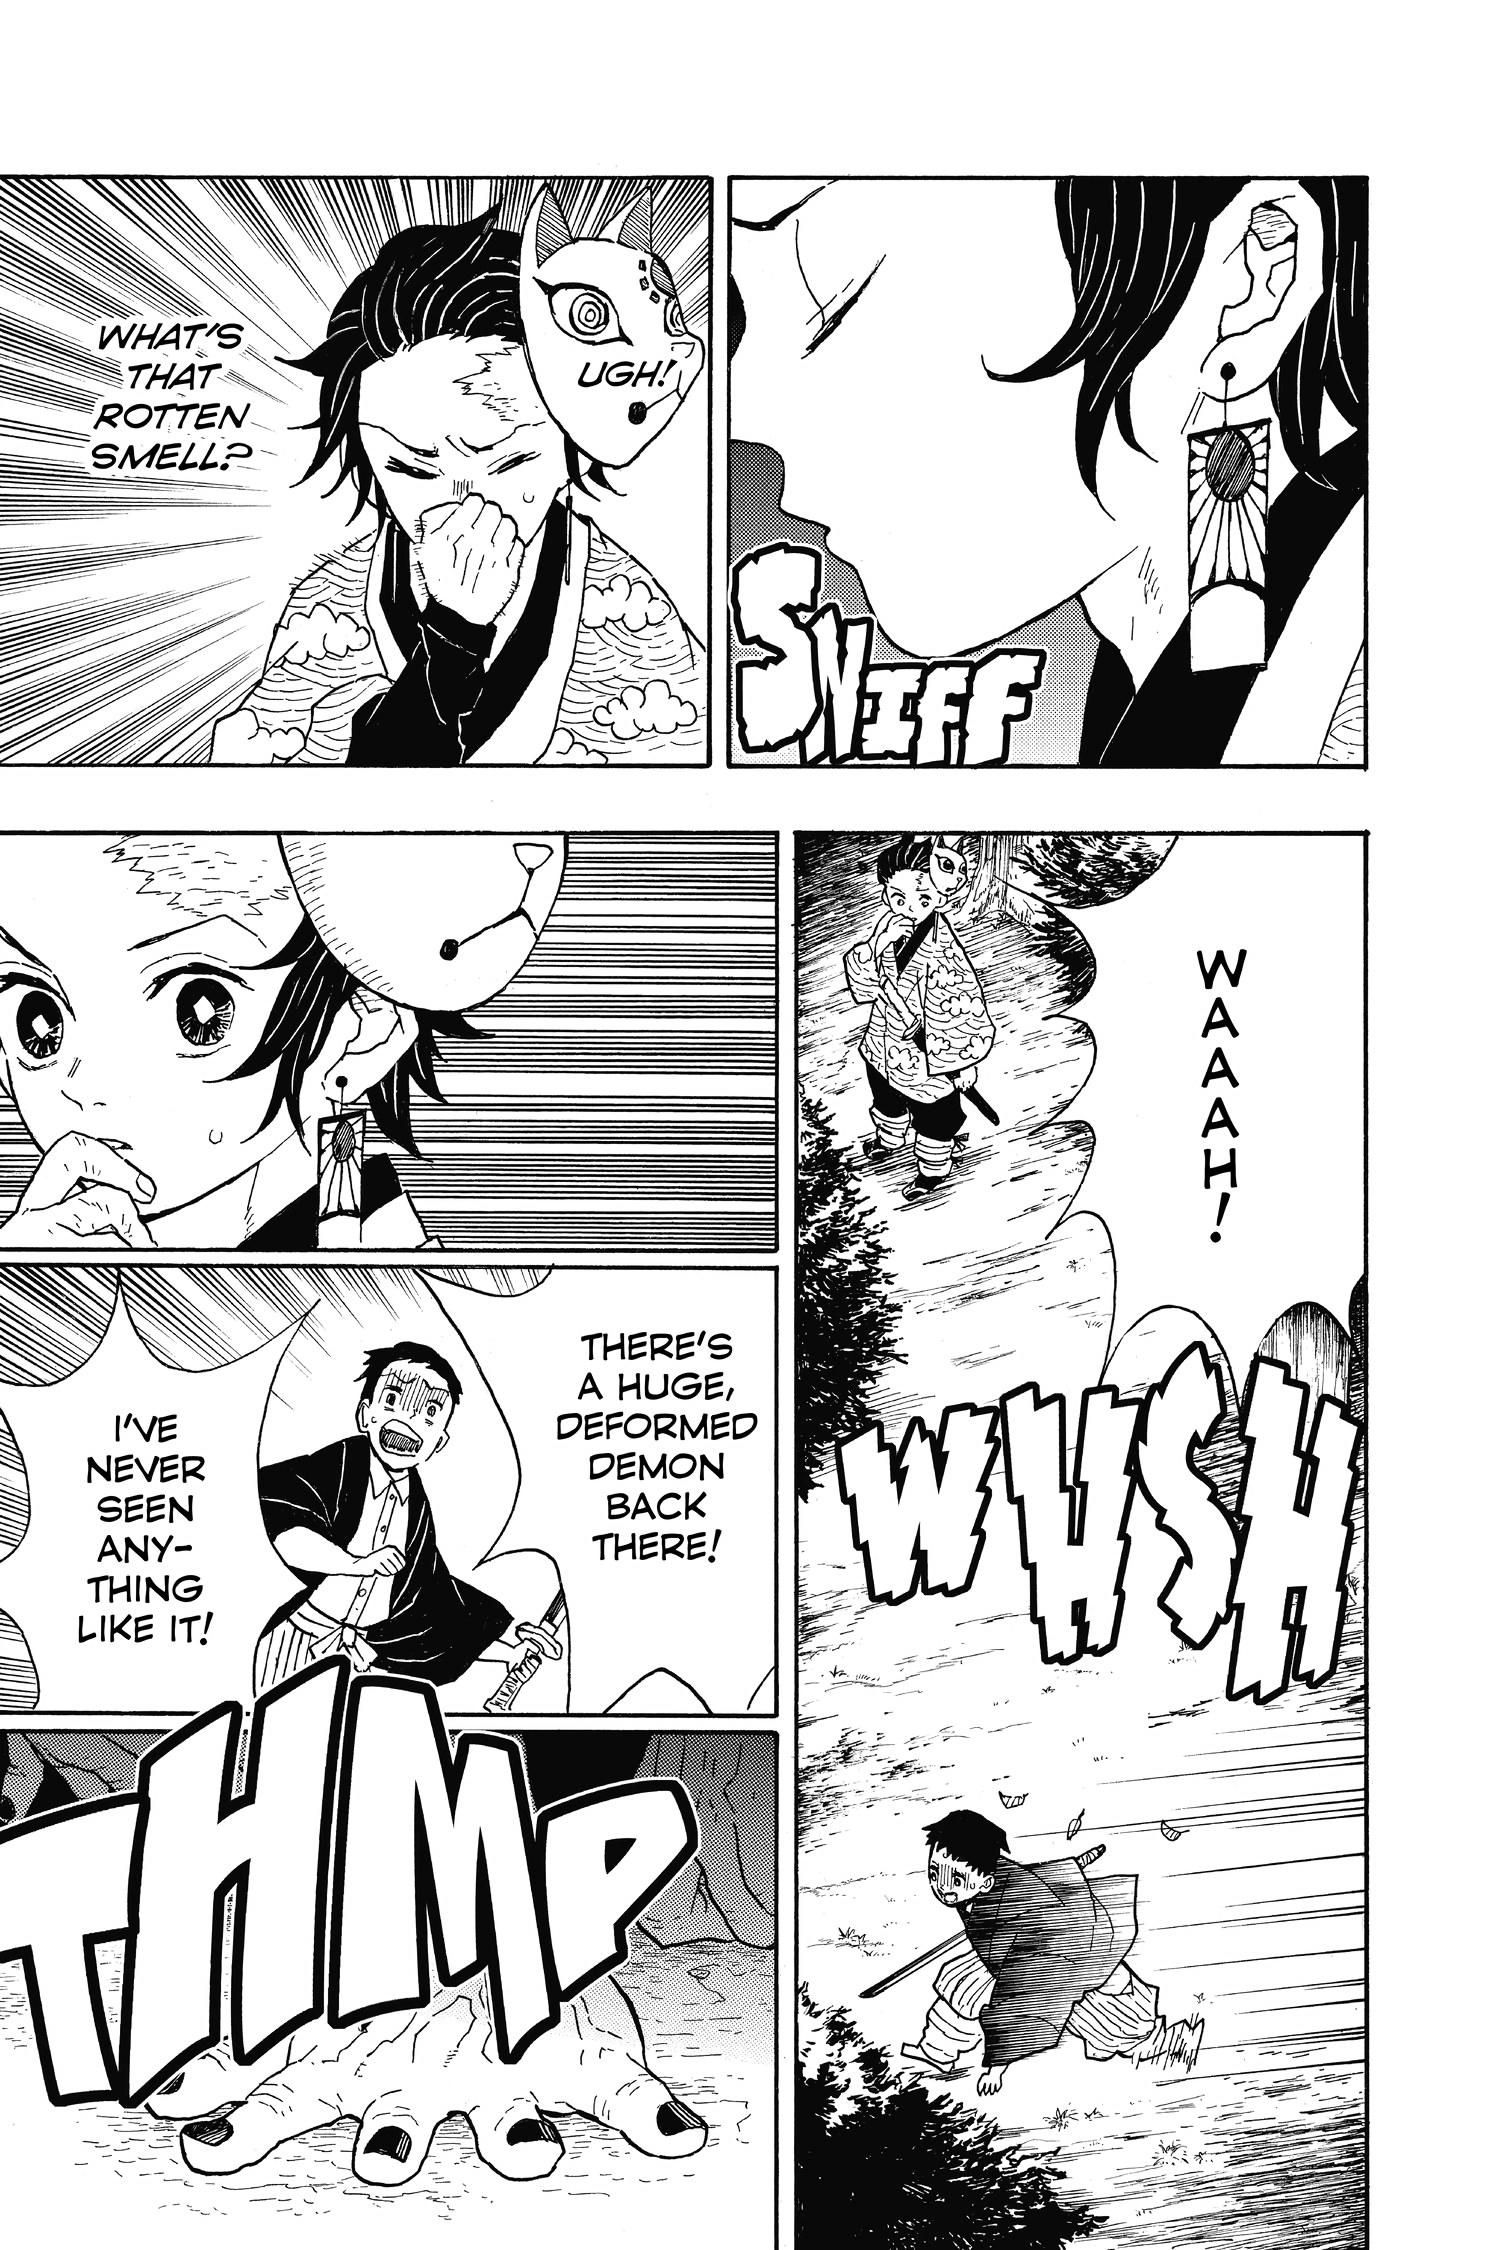 SNIFF
UGH!
WHAT'S
THAT
ROTTEN
SMELL?
WAAAH!
WHSH
THERE'S
A HUGE,
DEFORMED
DEMON
BACK
THERE!
I'VE
NEVER
SEEN
ANY-
THING
LIKE IT!
THMP